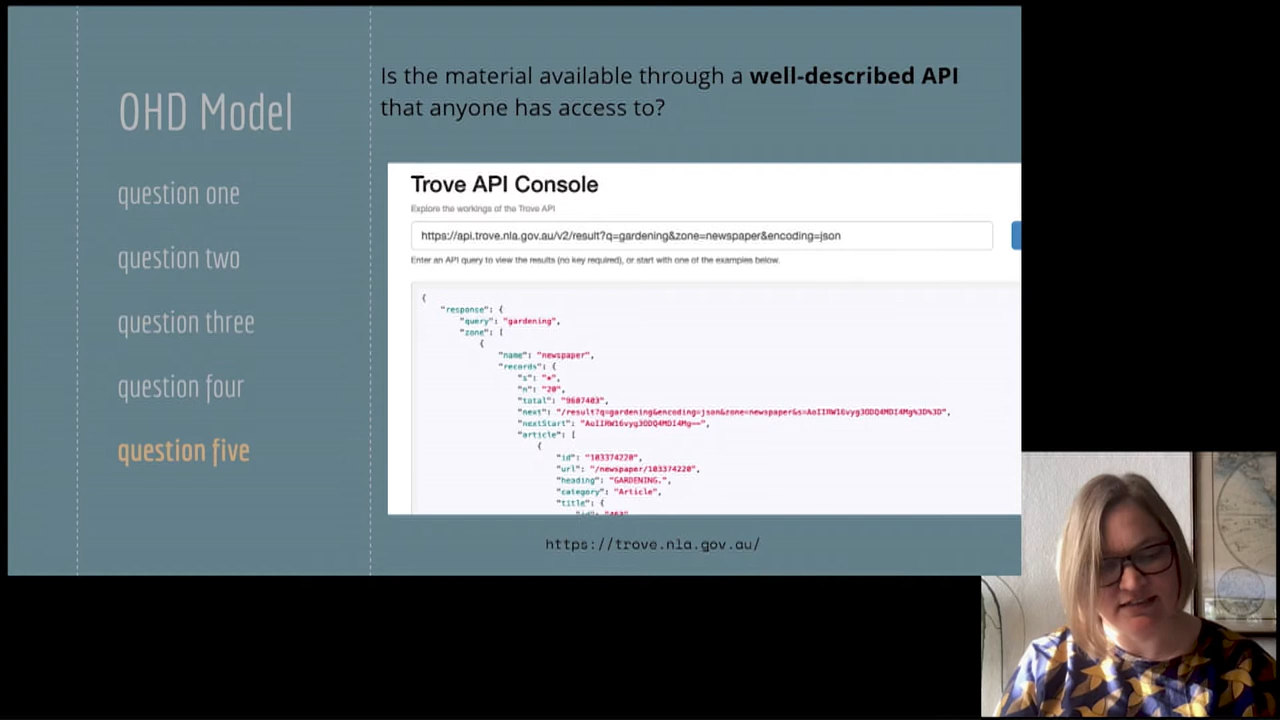 OHD Model
question one
question two
question three
question four
question five
Is the material available through a well-described API
that anyone has access to?
Trove API Console
Explore the workings of the Trove API
https://api.trove.nla.gov.au/v2/result?q=gardening&zone=newspaper&encoding=json
Enter an API query to view the results (no key required), or start with one of the examples below.
{
"response": {
"query": "gardening",
"zone": [
{
"name": "newspaper",
"records": {
"s": "*",
"n": "20",
"total": "9607403",
"next":
"nextStart":
"article": [
{
"id": "103374220",
"url": "/newspaper/103374220",
"heading": "GARDENING.",
"category": "Article",
"title": {
https://trove.nla.gov.au/